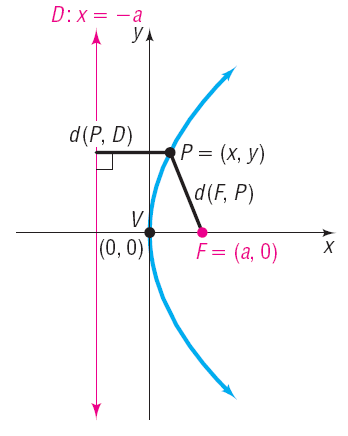 D: x = −a
y
d(P, D)
P = (x, y)
d(F, P)
V
(0, 0)
F = (a, 0)
x